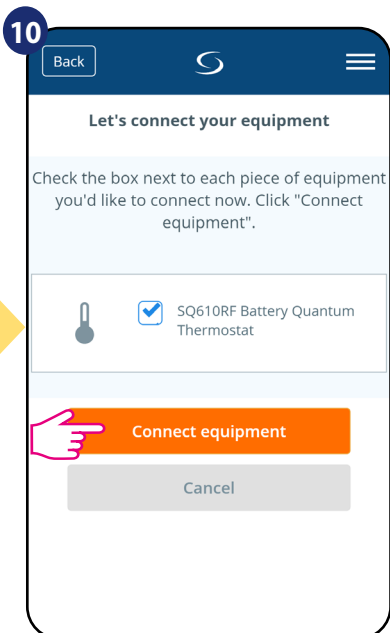 10
Back
Let's connect your equipment
Check the box next to each piece of equipment
you'd like to connect now. Click "Connect
equipment".
SQ610RF Battery Quantum
Thermostat
Connect equipment
Cancel